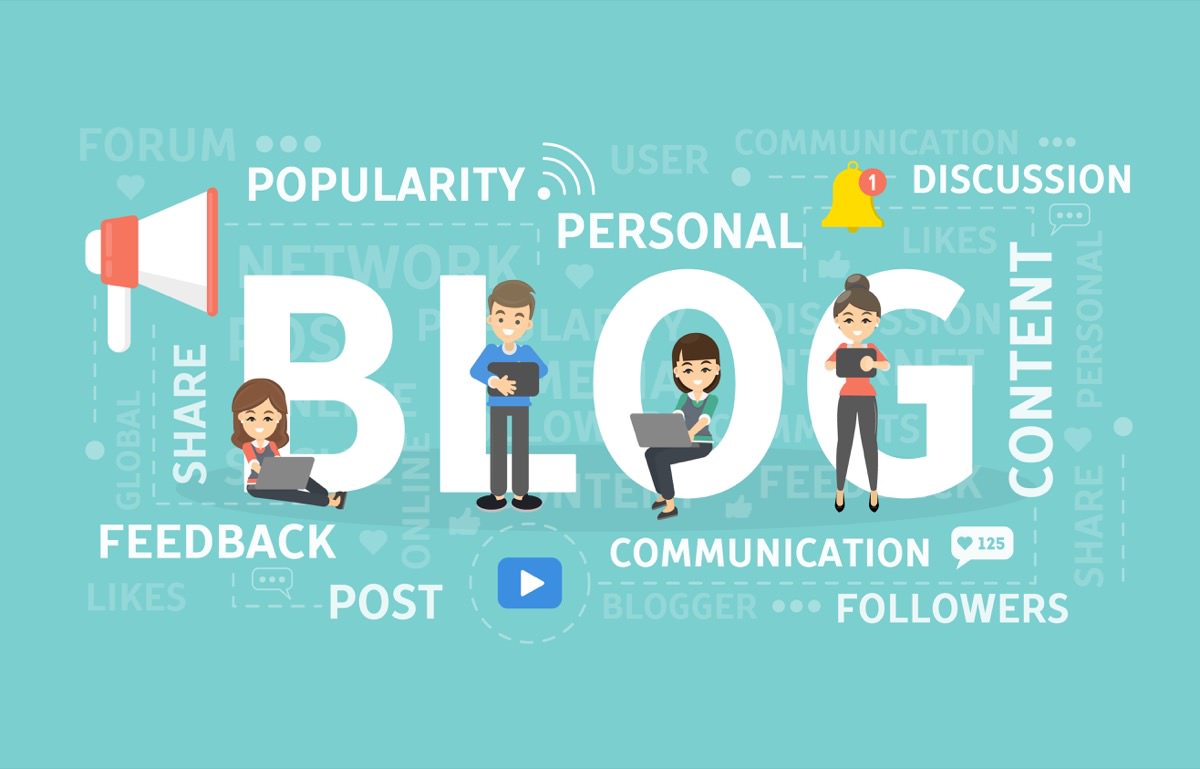 FORUM
COMMUNICATION
POPULARITY
USER
1
DISCUSSION
PERSONAL
LIKES
NETWORK
BLOG
SHARE
GLOBAL
CONTENT
PERSONAL
SHARE
ONLINE
FEEDBACK
FEEDBACK
COMMUNICATION
125
LIKES
POST
BLOGGER
FOLLOWERS